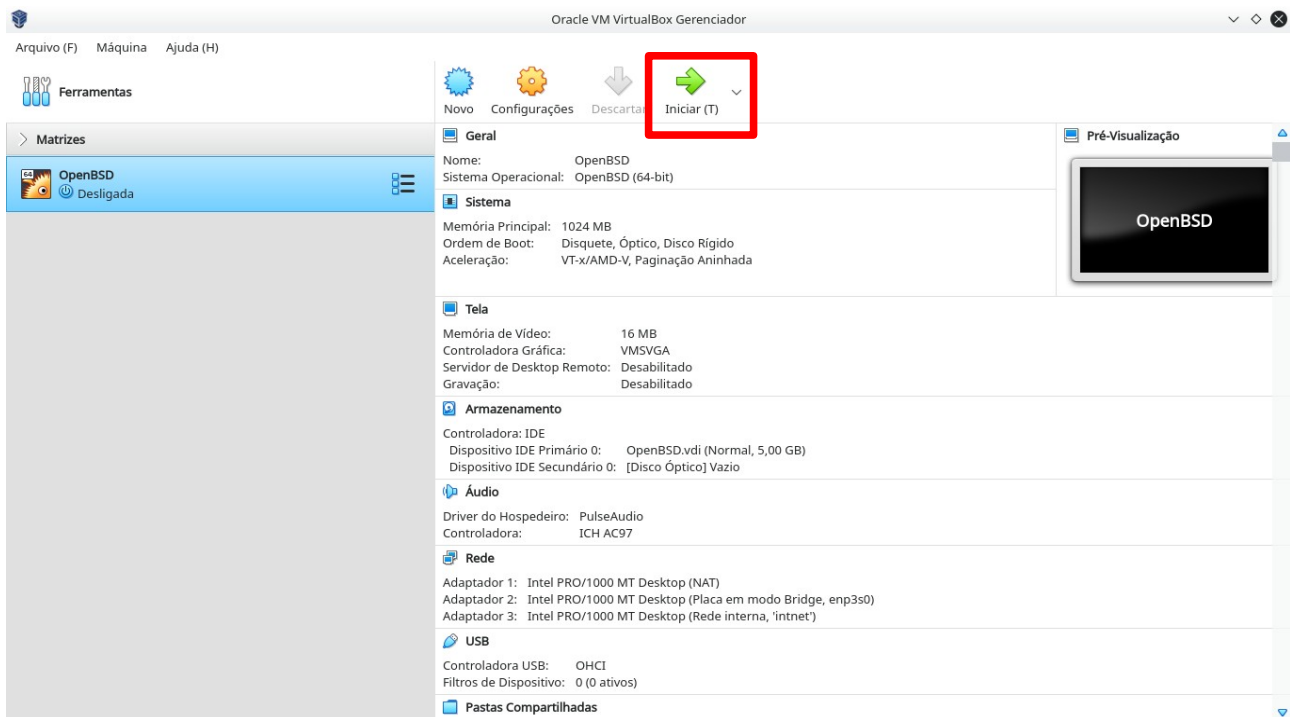 Oracle VM VirtualBox Gerenciador
Arquivo (F) Máquina Ajuda (H)
Ferramentas
Novo Configurações Descartar Iniciar (T)
Matrizes
64
OpenBSD
Desligada
Geral
Nome: OpenBSD
Sistema Operacional: OpenBSD (64-bit)
Sistema
Memória Principal: 1024 MB
Ordem de Boot: Disquete, Óptico, Disco Rígido
Aceleração: VT-x/AMD-V, Paginação Aninhada
Pré-Visualização
OpenBSD
Tela
Memória de Vídeo: 16 MB
Controladora Gráfica: VMSVGA
Servidor de Desktop Remoto: Desabilitado
Gravação: Desabilitado
Armazenamento
Controladora: IDE
Dispositivo IDE Primário 0: OpenBSD.vdi (Normal, 5,00 GB)
Dispositivo IDE Secundário 0: [Disco Óptico] Vazio
Áudio
Driver do Hospedeiro: PulseAudio
Controladora: ICH AC97
Rede
Adaptador 1: Intel PRO/1000 MT Desktop (NAT)
Adaptador 2: Intel PRO/1000 MT Desktop (Placa em modo Bridge, enp3s0)
Adaptador 3: Intel PRO/1000 MT Desktop (Rede interna, 'intnet')
USB
Controladora USB: OHCI
Filtros de Dispositivo: 0 (0 ativos)
Pastas Compartilhadas